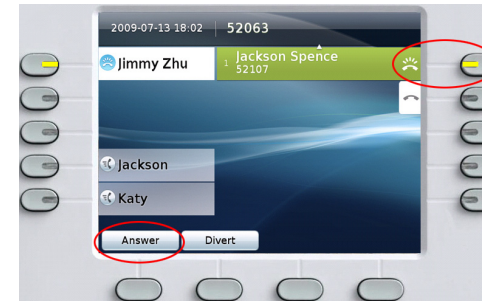 2009-07-13 18:02 52063
Jimmy Zhu
1 Jackson Spence
52107
Jackson
Katy
Answer Divert